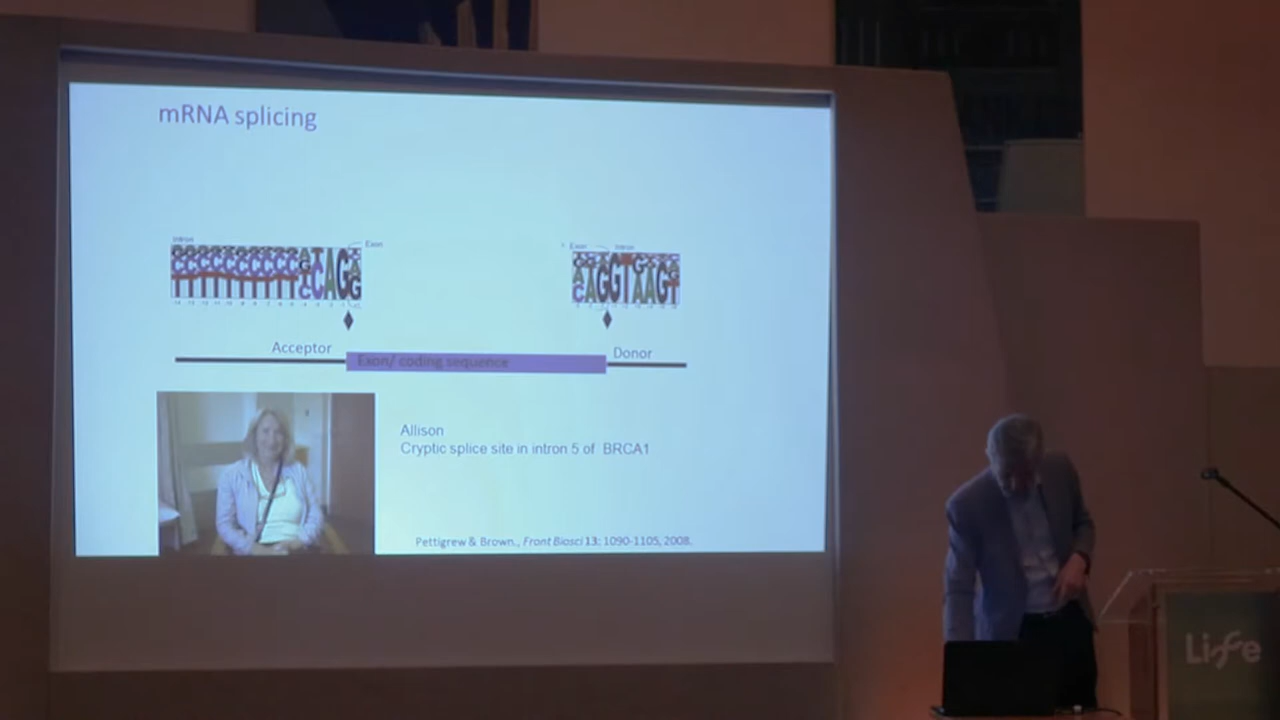 mRNA splicing
Intron
Exon
Exon
Intron
Acceptor
Donor
Exon/ coding sequence
Allison
Cryptic splice site in intron 5 of BRCA1
Pettigrew & Brown., Front Biosci 13: 1090-1105, 2008.
Life